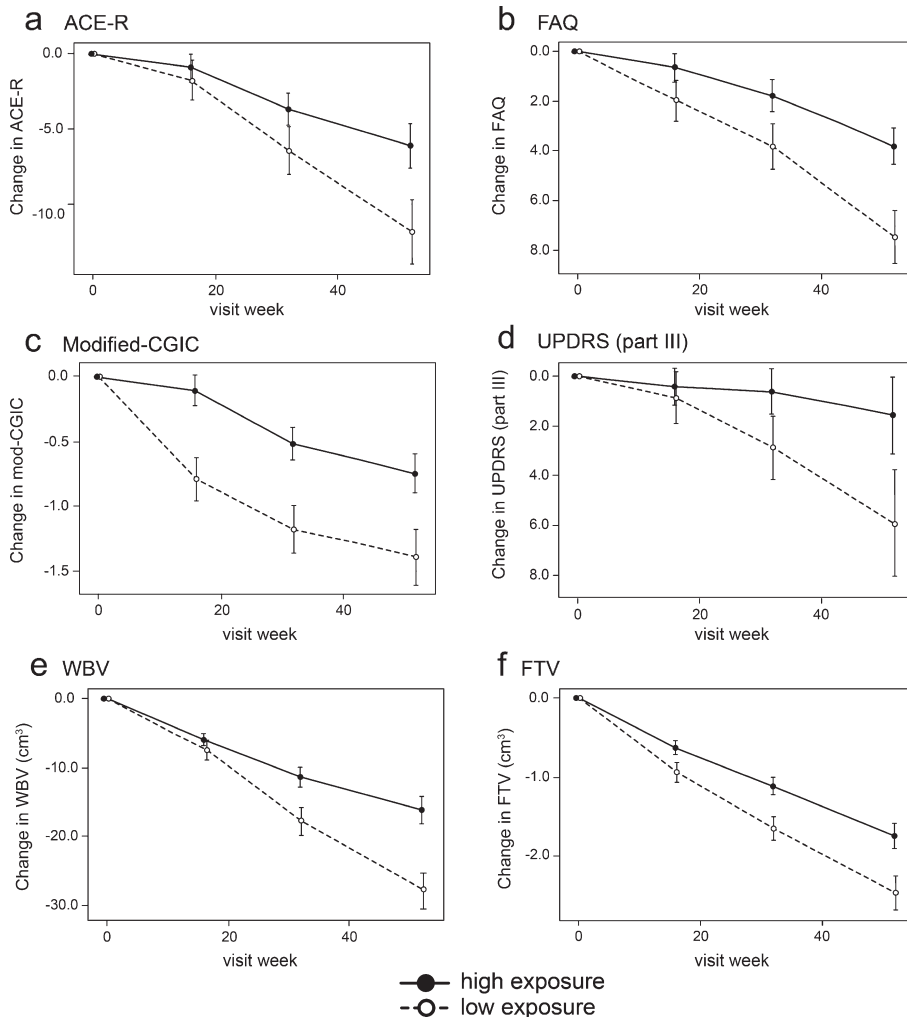 a ACE-R
0.0
-5.0
-10.0
Change in ACE-R
0
20
40
visit week
b FAQ
0.0
2.0
4.0
6.0
8.0
Change in FAQ
0
20
40
visit week
c Modified-CGIC
0.0
-0.5
-1.0
-1.5
Change in mod-CGIC
0
20
40
visit week
d UPDRS (part III)
0.0
2.0
4.0
6.0
8.0
Change in UPDRS (part III)
0
20
40
visit week
e WBV
0.0
-10.0
-20.0
-30.0
Change in WBV (cm³)
0
20
40
visit week
f FTV
0.0
-1.0
-2.0
Change in FTV (cm³)
0
20
40
visit week
high exposure
low exposure